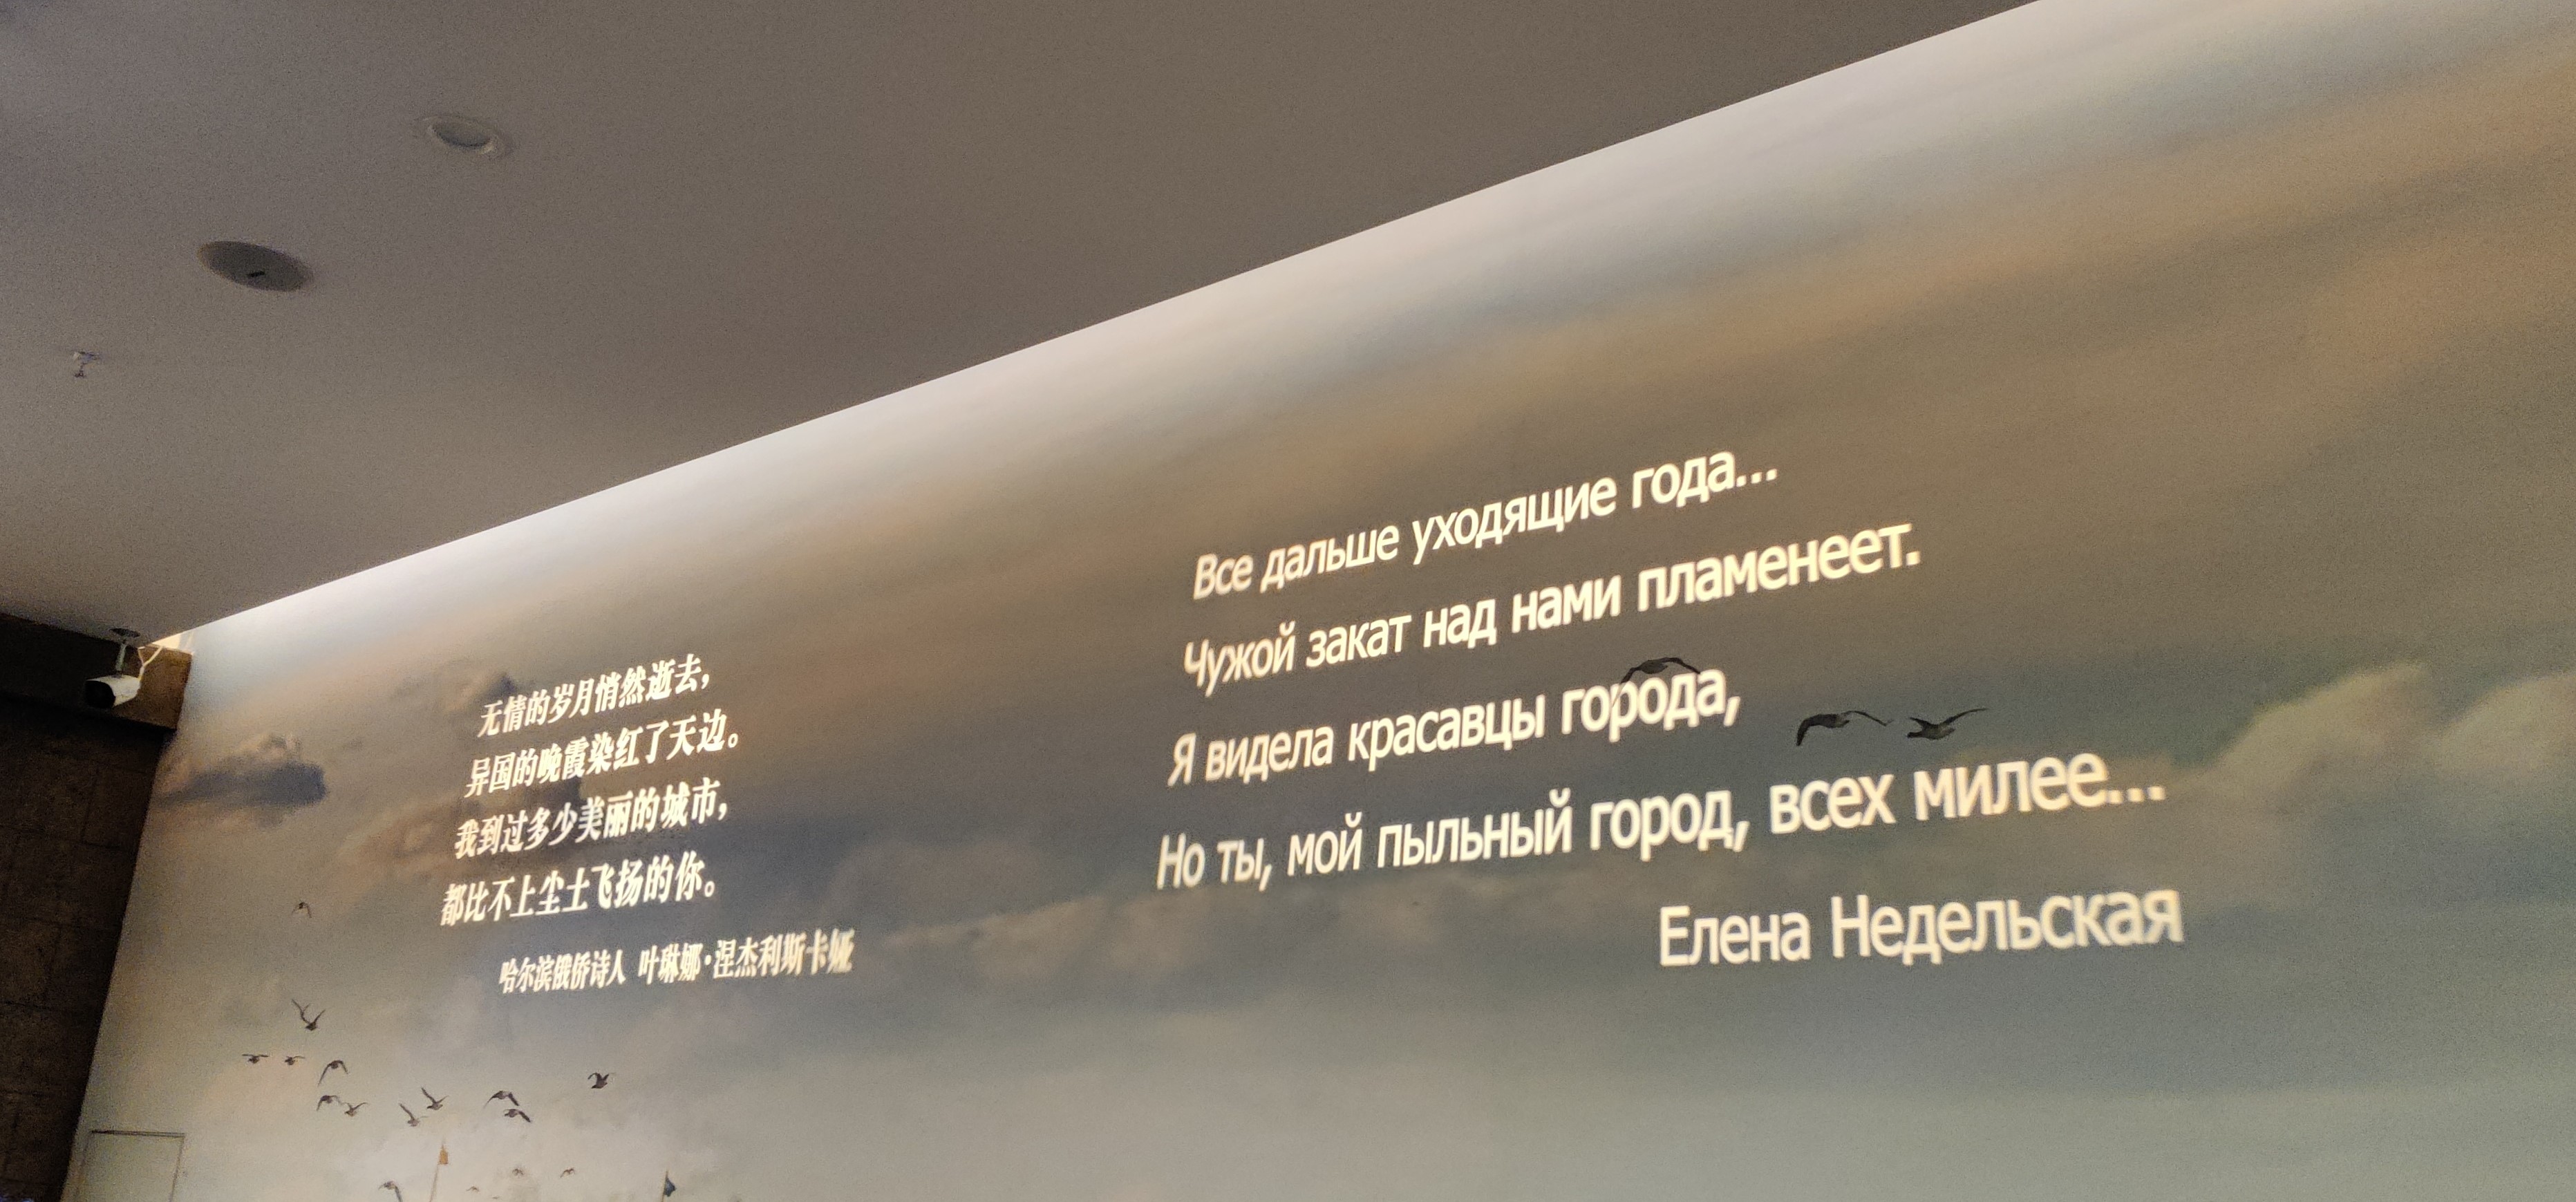 无情的岁月悄然逝去，
异国的晚霞染红了天边。
我到过多少美丽的城市，
都比不上尘土飞扬的你。
哈尔滨俄侨诗人 叶琳娜·涅杰利斯卡娅
Все дальше уходящие года...
Чужой закат над нами пламенеет.
Я видела красавцы города,
Но ты, мой пыльный город, всех милее...
Елена Недельская